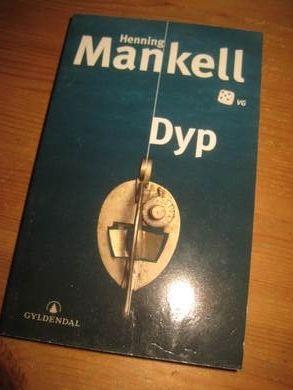 Henning
Mankell
VG
Dyp
GYLDENDAL